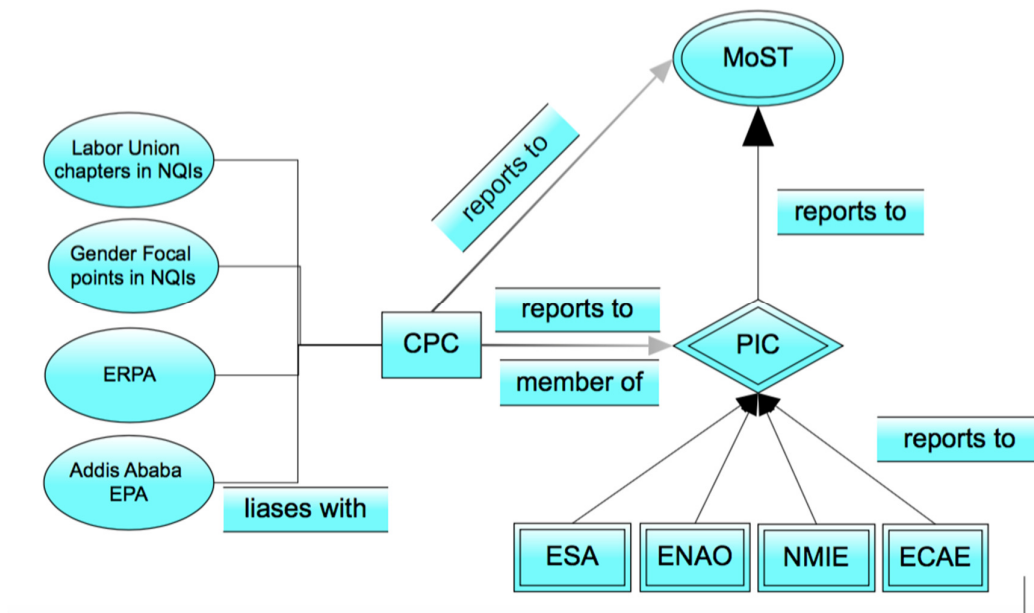 MoST
reports to
reports to
Labor Union
chapters in NQIs
Gender Focal
points in NQIs
ERPA
Addis Ababa
EPA
liases with
CPC
reports to
member of
PIC
reports to
ESA
ENAO
NMIE
ECAE